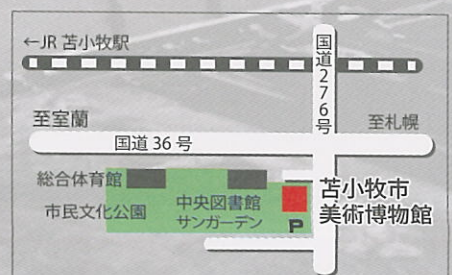 ←JR 苫小牧駅
国道276号
至室蘭
至札幌
国道 36 号
総合体育館
市民文化公園
中央図書館
サンガーデン
P
苫小牧市
美術博物館